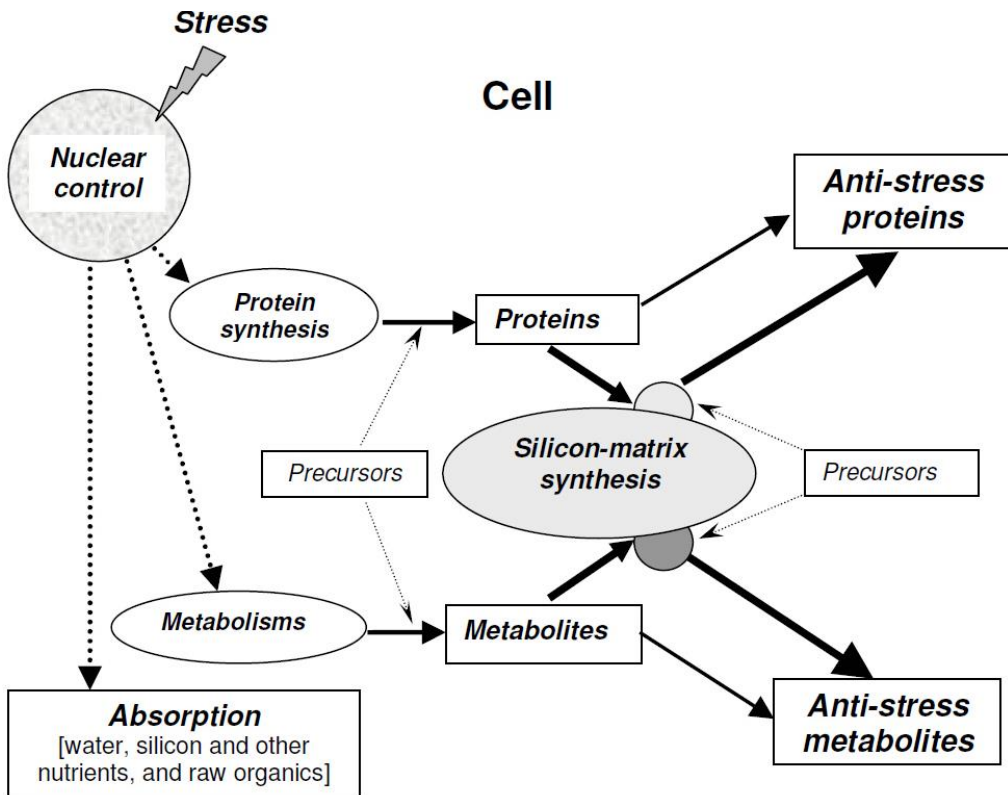 Stress
Cell
Nuclear
control
Anti-stress
proteins
Protein
synthesis
Proteins
Silicon-matrix
synthesis
Precursors
Precursors
Metabolisms
Metabolites
Absorption
[water, silicon and other
nutrients, and raw organics]
Anti-stress
metabolites